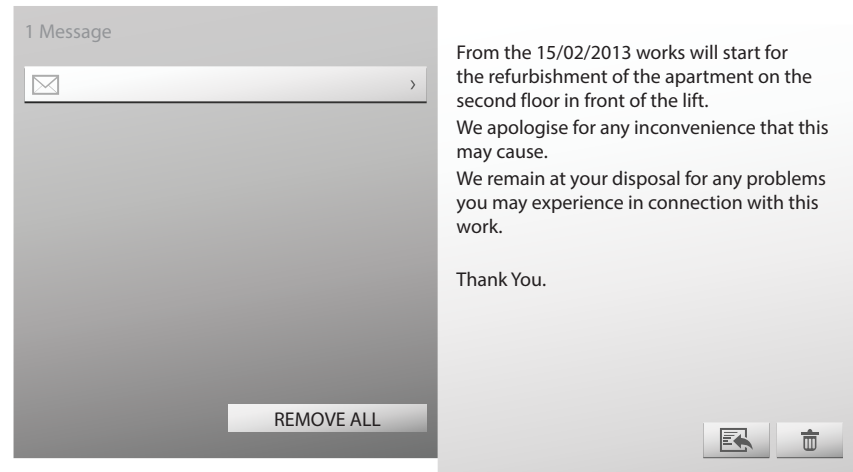 1 Message
REMOVE ALL
From the 15/02/2013 works will start for
the refurbishment of the apartment on the
second floor in front of the lift.
We apologise for any inconvenience that this
may cause.
We remain at your disposal for any problems
you may experience in connection with this
work.
Thank You.